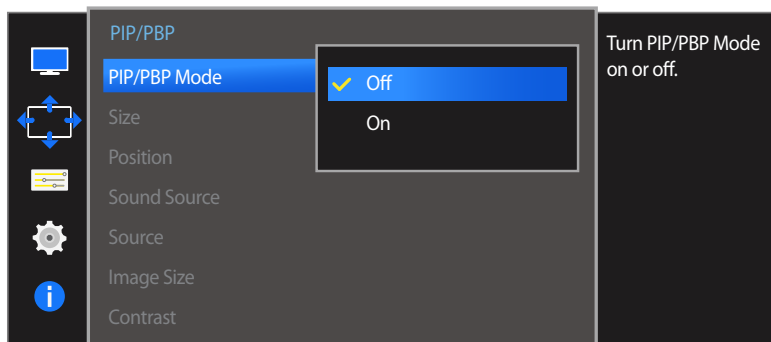 PIP/PBP
PIP/PBP Mode
Size
Position
Sound Source
Source
Image Size
Contrast
Off
On
Turn PIP/PBP Mode
on or off.